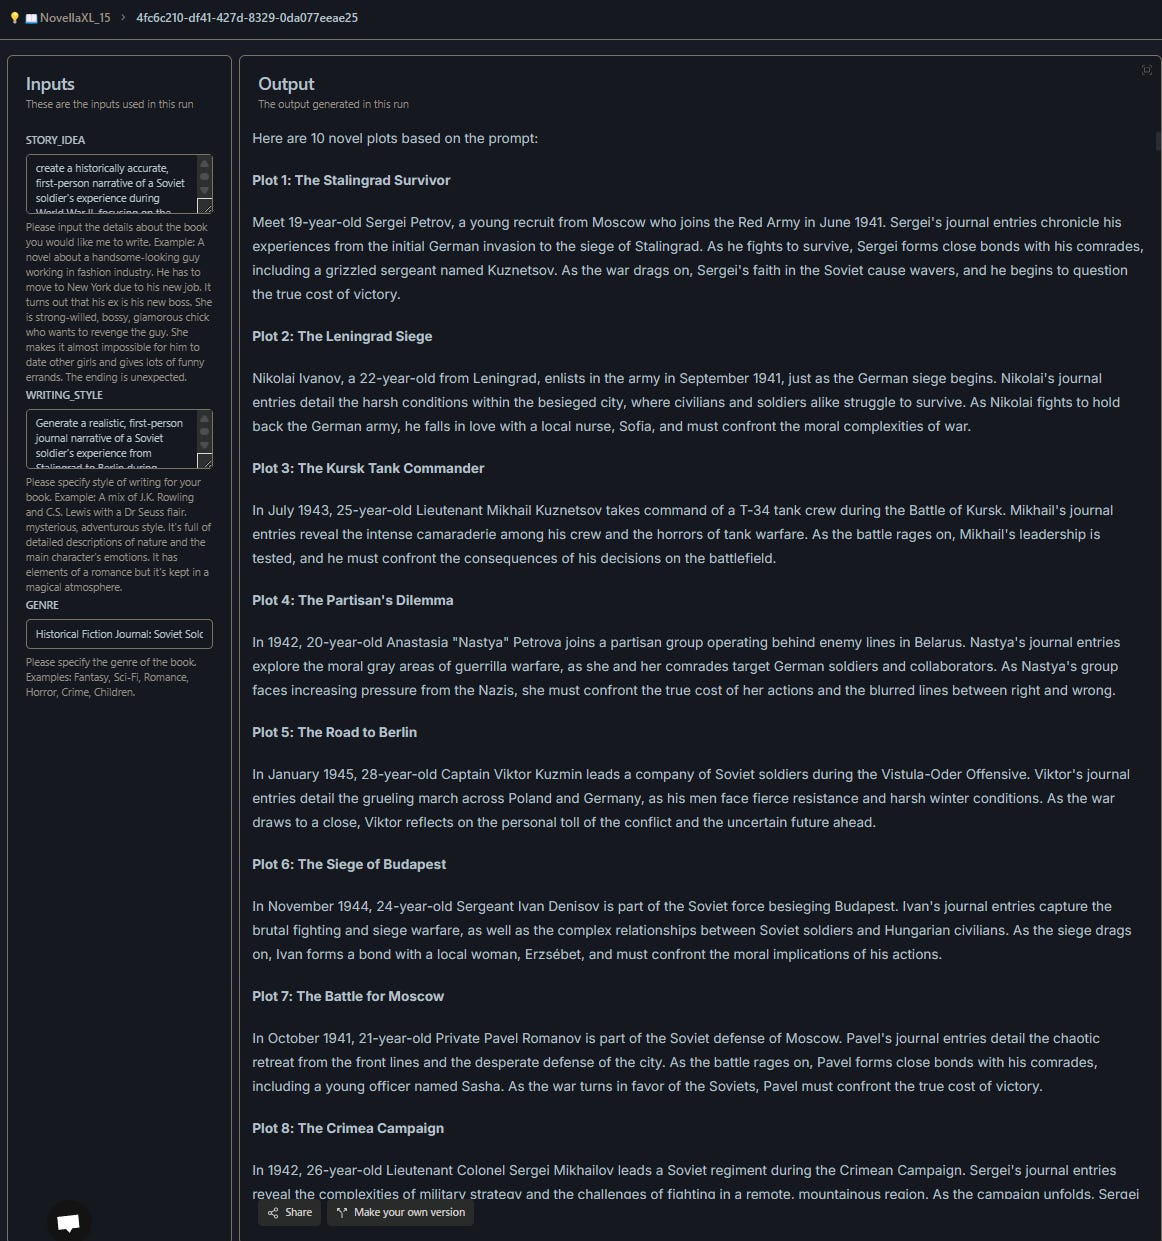 NovellaXL_15 › 4fc6c210-df41-427d-8329-0da077eeae25
Inputs
These are the inputs used in this run
STORY_IDEA
create a historically accurate,
first-person narrative of a Soviet
soldier's experience during
World War II, focusing on the
Please input the details about the book
you would like me to write. Example: A
novel about a handsome-looking guy
working in fashion industry. He has to
move to New York due to his new job. It
turns out that his ex is his new boss. She
is strong-willed, bossy, glamorous chick
who wants to revenge the guy. She
makes it almost impossible for him to
date other girls and gives lots of funny
errands. The ending is unexpected.
WRITING_STYLE
Generate a realistic, first-person
journal narrative of a Soviet
soldier's experience from
Stalingrad to Berlin during
Please specify style of writing for your
book. Example: A mix of J.K. Rowling
and C.S. Lewis with a Dr Seuss flair.
mysterious, adventurous style. It's full of
detailed descriptions of nature and the
main character's emotions. It has
elements of a romance but it's kept in a
magical atmosphere.
GENRE
Historical Fiction Journal: Soviet Solc
Please specify the genre of the book.
Examples: Fantasy, Sci-Fi, Romance,
Horror, Crime, Children.
Output
The output generated in this run
Here are 10 novel plots based on the prompt:
Plot 1: The Stalingrad Survivor
Meet 19-year-old Sergei Petrov, a young recruit from Moscow who joins the Red Army in June 1941. Sergei's journal entries chronicle his
experiences from the initial German invasion to the siege of Stalingrad. As he fights to survive, Sergei forms close bonds with his comrades,
including a grizzled sergeant named Kuznetsov. As the war drags on, Sergei's faith in the Soviet cause wavers, and he begins to question
the true cost of victory.
Plot 2: The Leningrad Siege
Nikolai Ivanov, a 22-year-old from Leningrad, enlists in the army in September 1941, just as the German siege begins. Nikolai's journal
entries detail the harsh conditions within the besieged city, where civilians and soldiers alike struggle to survive. As Nikolai fights to hold
back the German army, he falls in love with a local nurse, Sofia, and must confront the moral complexities of war.
Plot 3: The Kursk Tank Commander
In July 1943, 25-year-old Lieutenant Mikhail Kuznetsov takes command of a T-34 tank crew during the Battle of Kursk. Mikhail's journal
entries reveal the intense camaraderie among his crew and the horrors of tank warfare. As the battle rages on, Mikhail's leadership is
tested, and he must confront the consequences of his decisions on the battlefield.
Plot 4: The Partisan's Dilemma
In 1942, 20-year-old Anastasia "Nastya" Petrova joins a partisan group operating behind enemy lines in Belarus. Nastya's journal entries
explore the moral gray areas of guerrilla warfare, as she and her comrades target German soldiers and collaborators. As Nastya's group
faces increasing pressure from the Nazis, she must confront the true cost of her actions and the blurred lines between right and wrong.
Plot 5: The Road to Berlin
In January 1945, 28-year-old Captain Viktor Kuzmin leads a company of Soviet soldiers during the Vistula-Oder Offensive. Viktor's journal
entries detail the grueling march across Poland and Germany, as his men face fierce resistance and harsh winter conditions. As the war
draws to a close, Viktor reflects on the personal toll of the conflict and the uncertain future ahead.
Plot 6: The Siege of Budapest
In November 1944, 24-year-old Sergeant Ivan Denisov is part of the Soviet force besieging Budapest. Ivan's journal entries capture the
brutal fighting and siege warfare, as well as the complex relationships between Soviet soldiers and Hungarian civilians. As the siege drags
on, Ivan forms a bond with a local woman, Erzsébet, and must confront the moral implications of his actions.
Plot 7: The Battle for Moscow
In October 1941, 21-year-old Private Pavel Romanov is part of the Soviet defense of Moscow. Pavel's journal entries detail the chaotic
retreat from the front lines and the desperate defense of the city. As the battle rages on, Pavel forms close bonds with his comrades,
including a young officer named Sasha. As the war turns in favor of the Soviets, Pavel must confront the true cost of victory.
Plot 8: The Crimea Campaign
In 1942, 26-year-old Lieutenant Colonel Sergei Mikhailov leads a Soviet regiment during the Crimean Campaign. Sergei's journal entries
reveal the complexities of military strategy and the challenges of fighting in a remote, mountainous region. As the campaign unfolds, Sergei
Share
Make your own version